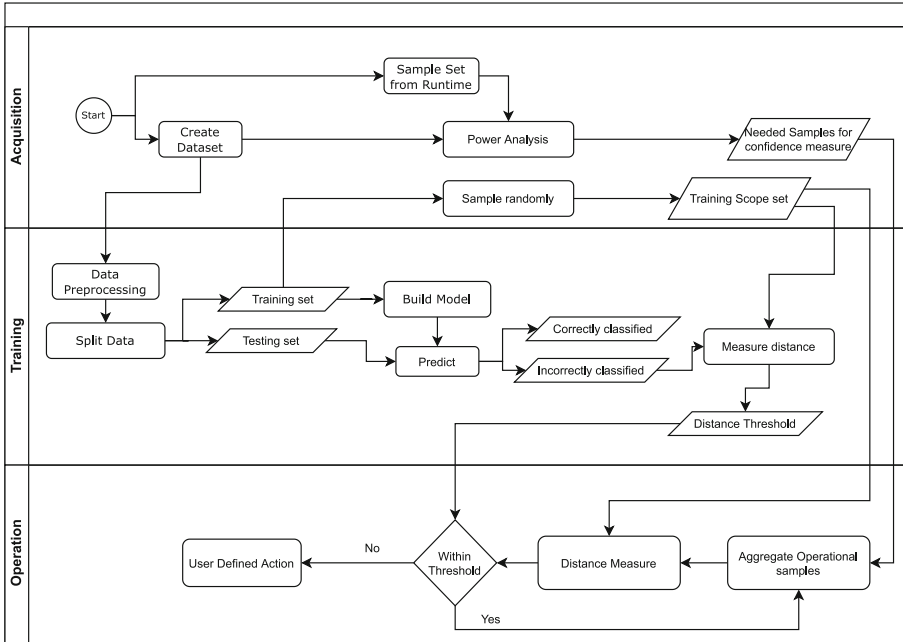 Acquisition
Sample Set
from Runtime
Start
Create
Dataset
Power Analysis
Needed Samples for
confidence measure
Sample randomly
Training Scope set
Training
Data
Preprocessing
Training set
Build Model
Split Data
Testing set
Predict
Correctly classified
Incorrectly classified
Measure distance
Distance Threshold
Operation
User Defined Action
No
Within
Threshold
Distance Measure
Aggregate Operational
samples
Yes